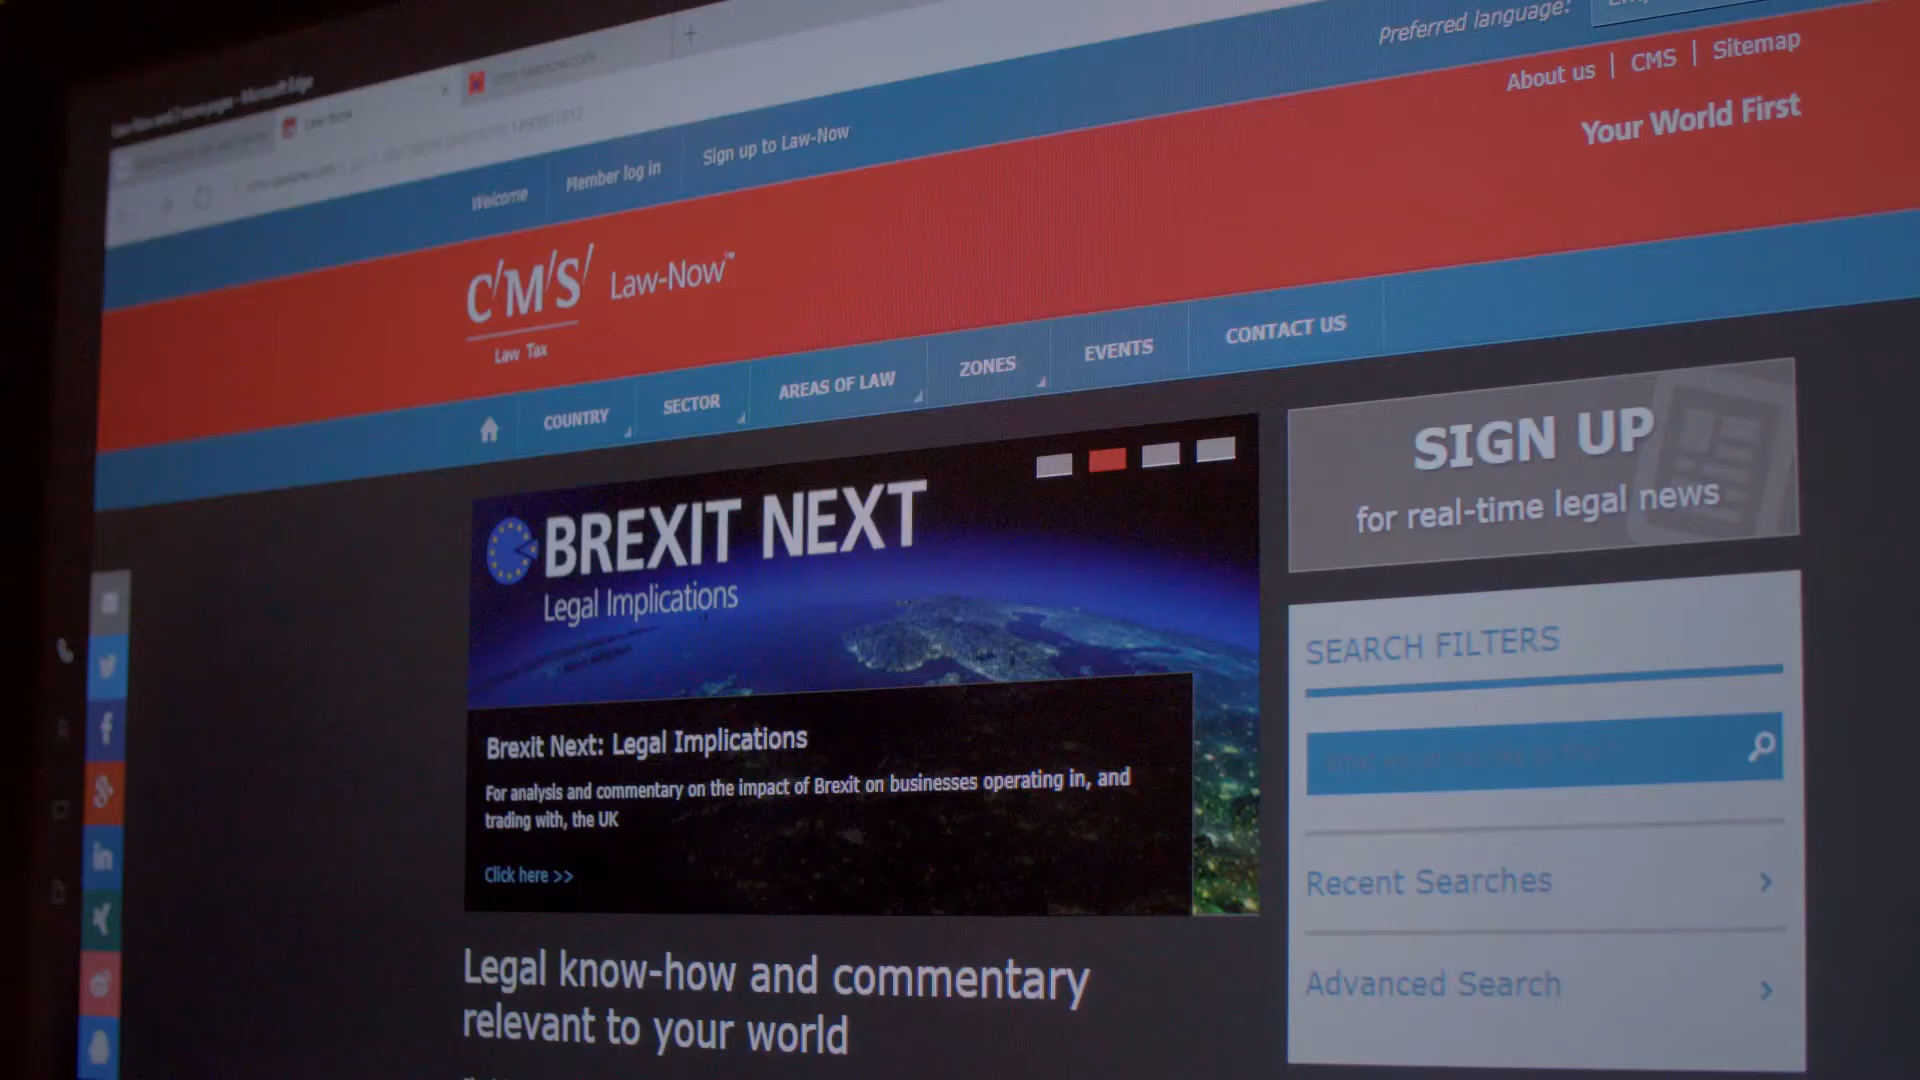 Microsoft Edge
Law-Now
Preferred language:
Welcome
Member log in
Sign up to Law-Now
About us | CMS | Sitemap
Your World First
C/M/S/ Law-Now™
Law Tax
COUNTRY
SECTOR
AREAS OF LAW
ZONES
EVENTS
CONTACT US
BREXIT NEXT
Legal Implications
Brexit Next: Legal Implications
For analysis and commentary on the impact of Brexit on businesses operating in, and
trading with, the UK
Click here >>
Legal know-how and commentary
relevant to your world
SIGN UP
for real-time legal news
SEARCH FILTERS
Recent Searches
Advanced Search